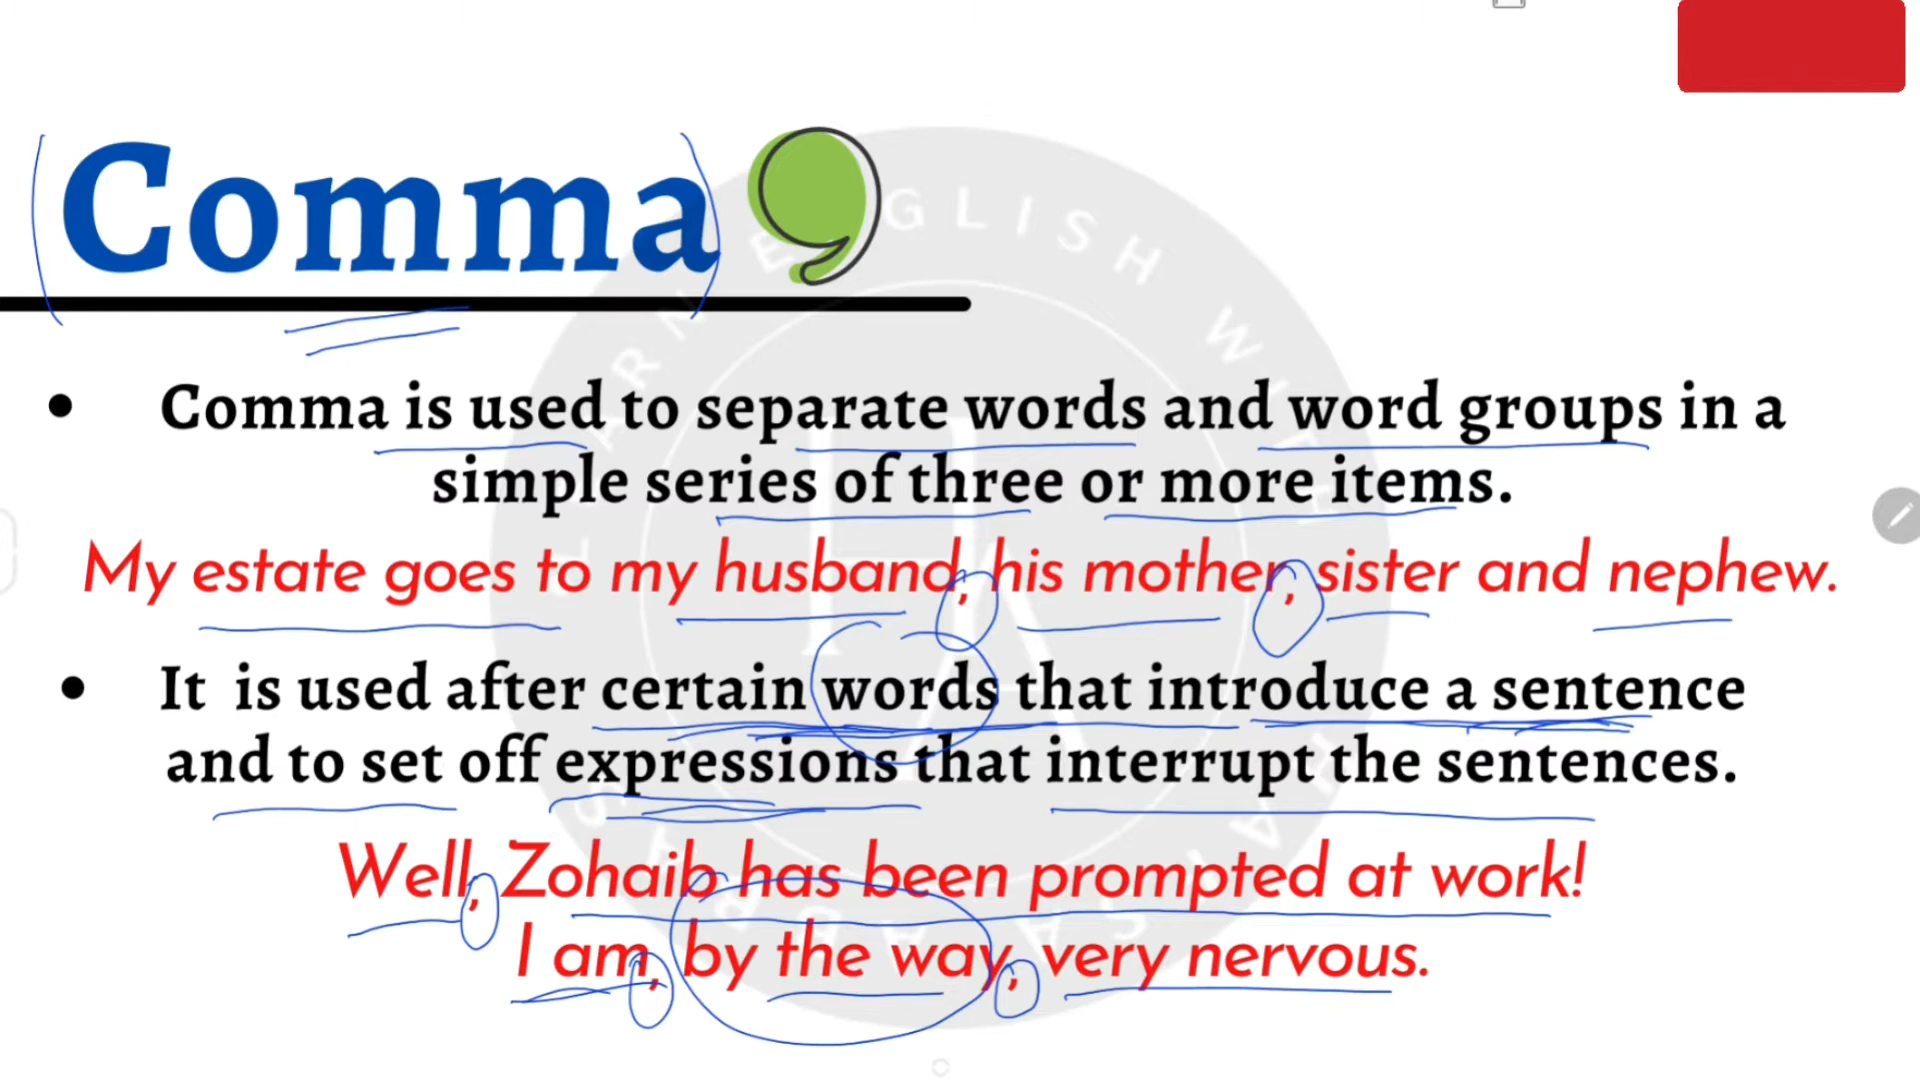 Comma
Comma is used to separate words and word groups in a
simple series of three or more items.
My estate goes to my husband, his mother, sister and nephew.
It is used after certain words that introduce a sentence
and to set off expressions that interrupt the sentences.
Well, Zohaib has been prompted at work!
I am, by the way, very nervous.